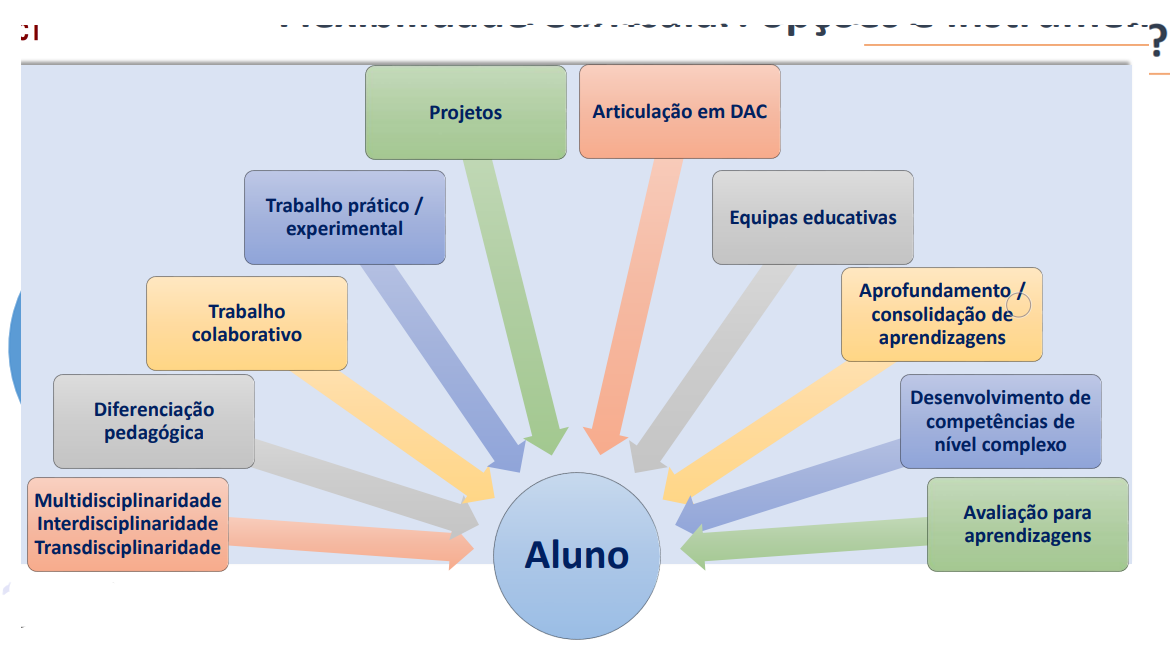 ?
Projetos
Articulação em DAC
Trabalho prático /
experimental
Equipas educativas
Trabalho
colaborativo
Aprofundamento /
consolidação de
aprendizagens
Diferenciação
pedagógica
Desenvolvimento de
competências de
nível complexo
Multidisciplinaridade
Interdisciplinaridade
Transdisciplinaridade
Avaliação para
aprendizagens
Aluno